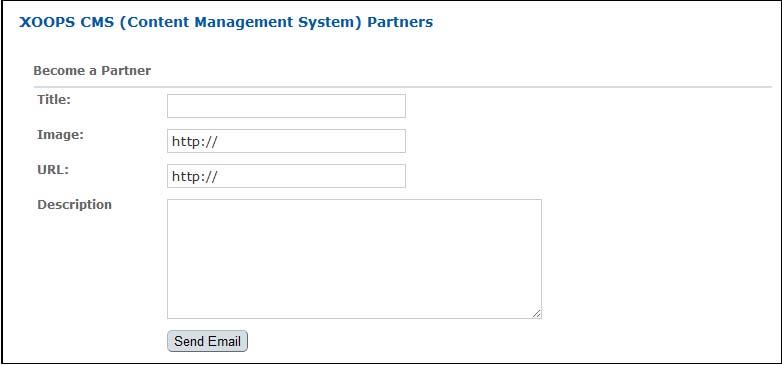 XOOPS CMS (Content Management System) Partners
Become a Partner
Title:
Image: http://
URL: http://
Description
Send Email